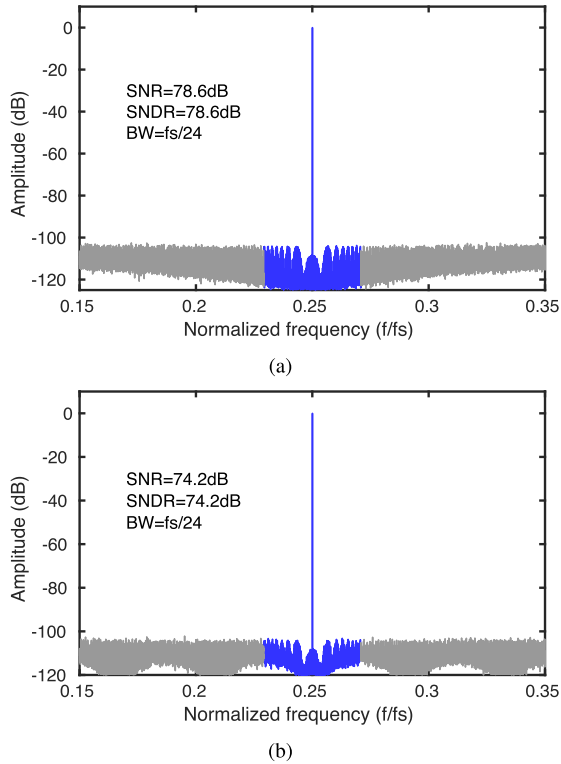 0
-20
-40
-60
-80
-100
-120
Amplitude (dB)
SNR=78.6dB
SNDR=78.6dB
BW=fs/24
0.15 0.2 0.25 0.3 0.35
Normalized frequency (f/fs)
(a)
0
-20
-40
-60
-80
-100
-120
Amplitude (dB)
SNR=74.2dB
SNDR=74.2dB
BW=fs/24
0.15 0.2 0.25 0.3 0.35
Normalized frequency (f/fs)
(b)